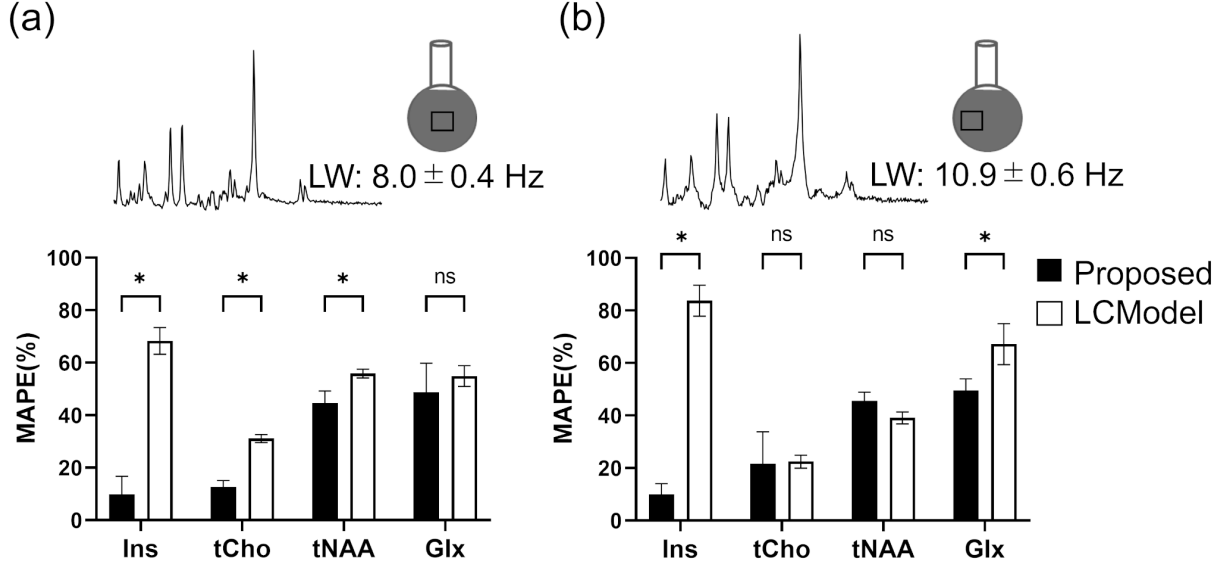 (a)
LW: 8.0 ± 0.4 Hz
MAPE(%)
100
80
60
40
20
0
* * * ns
Ins tCho tNAA Glx
(b)
LW: 10.9 ± 0.6 Hz
MAPE(%)
100
80
60
40
20
0
* ns ns *
Ins tCho tNAA Glx
Proposed
LCModel